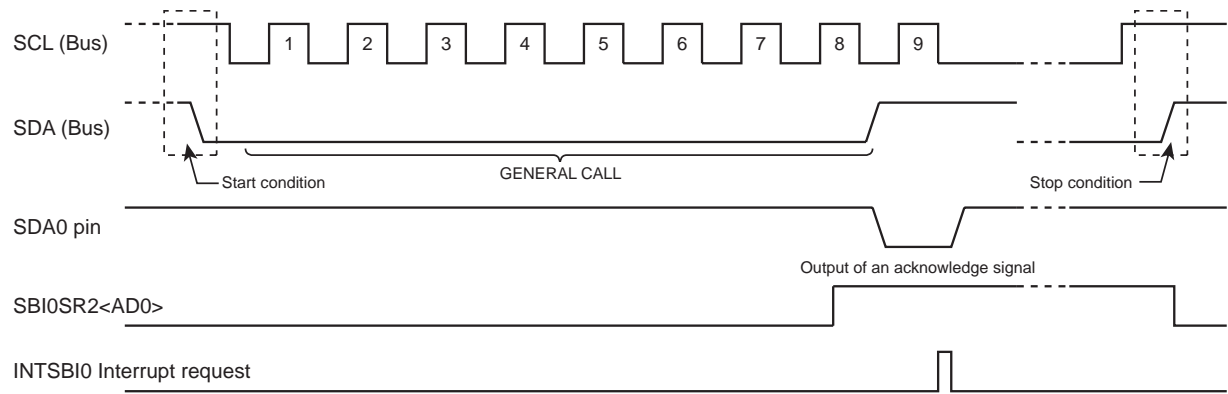 SCL (Bus)
1 2 3 4 5 6 7 8 9
SDA (Bus)
GENERAL CALL
Start condition
Stop condition
SDA0 pin
Output of an acknowledge signal
SBI0SR2<AD0>
INTSBI0 Interrupt request